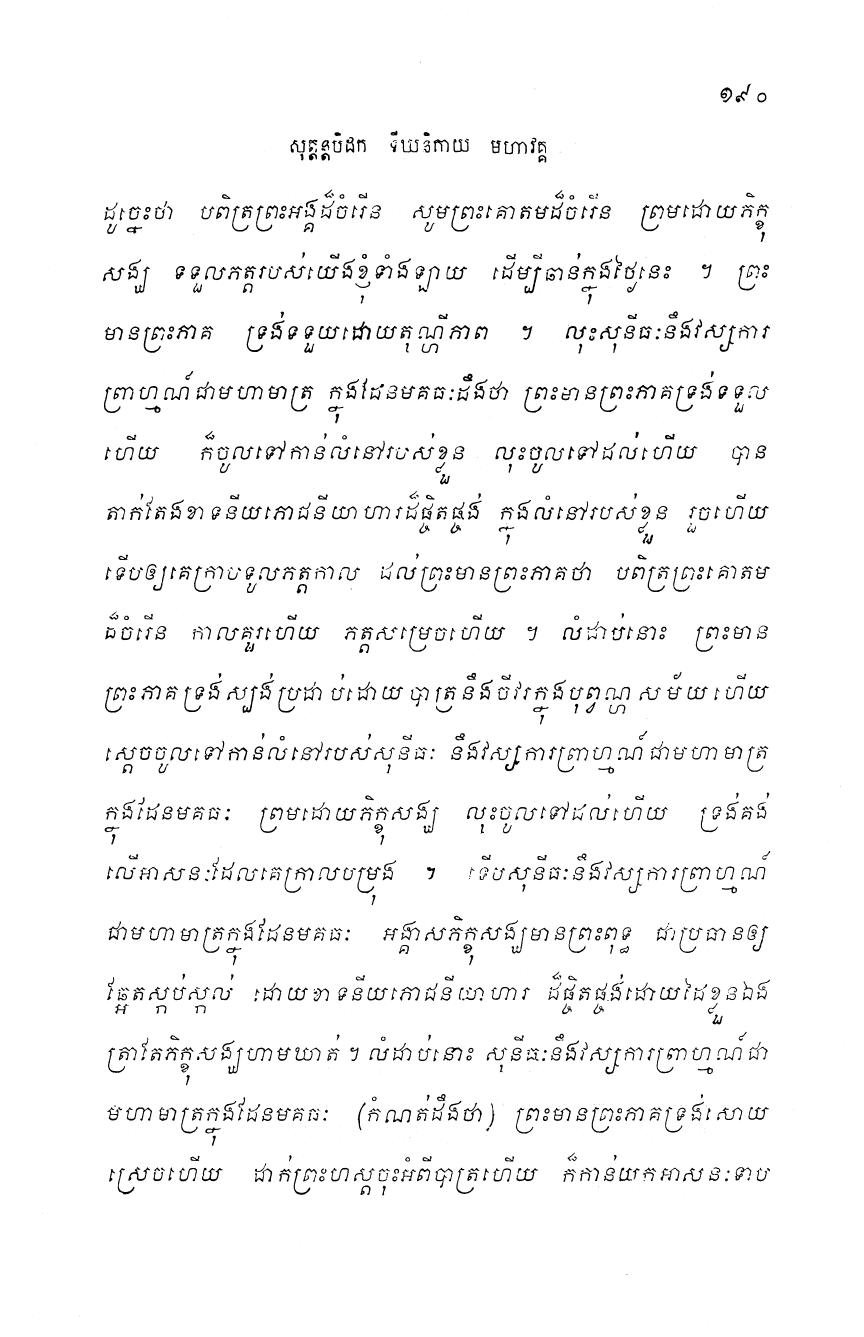 ១៩០
សុត្តន្តបិដក ទីឃនិកាយ មហាវគ្គ
ដូច្នេះថា បពិត្រព្រះអង្គដ៏ចំរើន សូមព្រះគោតមដ៏ចំរើន ព្រមដោយភិក្ខុ
សង្ឃ ទទួលភត្តរបស់យើងខ្ញុំទាំងឡាយ ដើម្បីឆាន់ក្នុងថ្ងៃនេះ ។ ព្រះ
មានព្រះភាគ ទ្រង់ទទួយដោយតុណ្ហីភាព ។ លុះសុនីធៈនឹងវស្សការ
ព្រាហ្មណ៍ជាមហាមាត្រ ក្នុងដែនមគធៈដឹងថា ព្រះមានព្រះភាគទ្រង់ទទួល
ហើយ ក៏ចូលទៅកាន់លំនៅរបស់ខ្លួន លុះចូលទៅដល់ហើយ បាន
តាក់តែងខាទនីយភោជនីយាហារដ៏ផ្ចិតផ្ចង់ ក្នុងលំនៅរបស់ខ្លួន រួចហើយ
ទើបឲ្យគេក្រាបទូលភត្តកាល ដល់ព្រះមានព្រះភាគថា បពិត្រព្រះគោតម
ដ៏ចំរើន កាលគួរហើយ ភត្តសម្រេចហើយ ។ លំដាប់នោះ ព្រះមាន
ព្រះភាគទ្រង់ស្បង់ប្រដាប់ដោយបាត្រនឹងចីវរក្នុងបុព្វណ្ហសម័យហើយ
ស្តេចចូលទៅកាន់លំនៅរបស់សុនីធៈ នឹងវស្សការព្រាហ្មណ៍ជាមហាមាត្រ
ក្នុងដែនមគធៈ ព្រមដោយភិក្ខុសង្ឃ លុះចូលទៅដល់ហើយ ទ្រង់គង់
លើអាសនៈដែលគេក្រាលបម្រុង ។ ទើបសុនីធៈនឹងវស្សការព្រាហ្មណ៍
ជាមហាមាត្រក្នុងដែនមគធៈ អង្គាសភិក្ខុសង្ឃមានព្រះពុទ្ធ ជាប្រធានឲ្យ
ឆ្អែតស្កប់ស្កល់ ដោយខាទនីយភោជនីយាហារ ដ៏ផ្ចិតផ្ចង់ដោយដៃខ្លួនឯង
ត្រាតែភិក្ខុសង្ឃហាមឃាត់ ។ លំដាប់នោះ សុនីធៈនឹងវស្សការព្រាហ្មណ៍ជា
មហាមាត្រក្នុងដែនមគធៈ (កំណត់ដឹងថា) ព្រះមានព្រះភាគទ្រង់សោយ
ស្រេចហើយ ដាក់ព្រះហស្តចុះអំពីបាត្រហើយ ក៏កាន់យកអាសនៈទាប